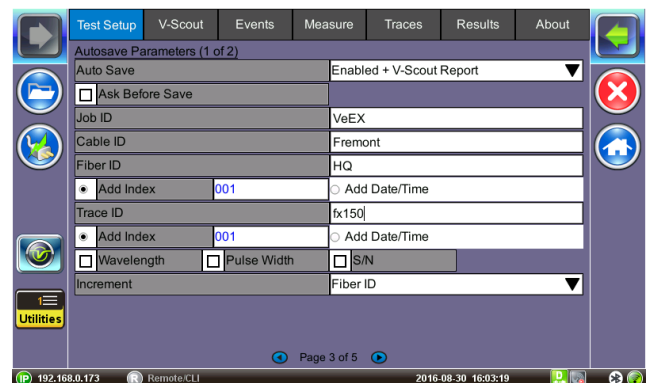 Test Setup V-Scout Events Measure Traces Results About
Autosave Parameters (1 of 2)
Auto Save Enabled + V-Scout Report
Ask Before Save
Job ID VeEX
Cable ID Fremont
Fiber ID HQ
Add Index 001 Add Date/Time
Trace ID fx150
Add Index 001 Add Date/Time
Wavelength Pulse Width S/N
Increment Fiber ID
1
Utilities
Page 3 of 5
IP 192.168.0.173 R Remote/CLI 2016-08-30 16:03:19